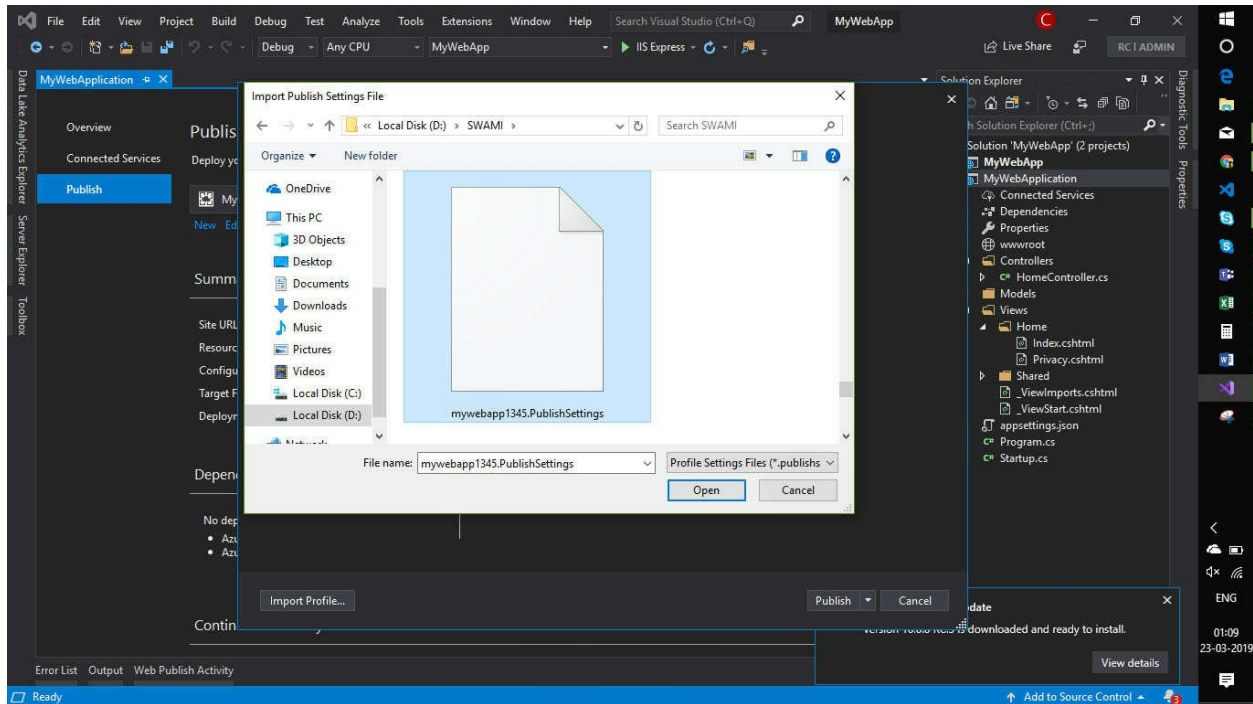 File Edit View Project Build Debug Test Analyze Tools Extensions Window Help Search Visual Studio (Ctrl+Q) MyWebApp
C
Debug Any CPU MyWebApp IIS Express Live Share RC I ADMIN
Data Lake Analytics Explorer
Server Explorer
Toolbox
MyWebApplication
Overview
Connected Services
Publish
Publis
Deploy yo
My
New Ed
Summ
Site URL
Resourc
Configu
Target F
Deployr
Depen
No dep
Azu
Azu
Contin
Import Publish Settings File
« Local Disk (D:) › SWAMI › Search SWAMI
Organize New folder
OneDrive
This PC
3D Objects
Desktop
Documents
Downloads
Music
Pictures
Videos
Local Disk (C:)
Local Disk (D:)
mywebapp1345.PublishSettings
File name: mywebapp1345.PublishSettings Profile Settings Files (*.publishs
Open Cancel
Import Profile... Publish Cancel
Solution Explorer
h Solution Explorer (Ctrl+;)
Solution 'MyWebApp' (2 projects)
MyWebApp
MyWebApplication
Connected Services
Dependencies
Properties
wwwroot
Controllers
C# HomeController.cs
Models
Views
Home
Index.cshtml
Privacy.cshtml
Shared
_ViewImports.cshtml
_ViewStart.cshtml
appsettings.json
C# Program.cs
C# Startup.cs
Diagnostic Tools
Properties
date
is downloaded and ready to install.
View details
Error List Output Web Publish Activity
Ready Add to Source Control 3
ENG
01:09
23-03-2019